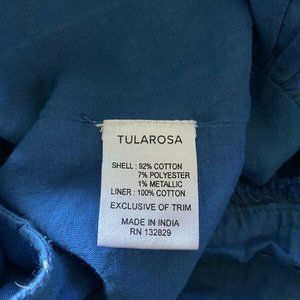 TULAROSA
SHELL : 92% COTTON
7% POLYESTER
1% METALLIC
LINER : 100% COTTON
EXCLUSIVE OF TRIM
MADE IN INDIA
RN 132829